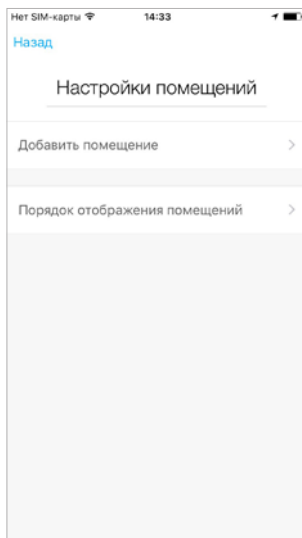 Нет SIM-карты 14:33
Назад
Настройки помещений
Добавить помещение
Порядок отображения помещений